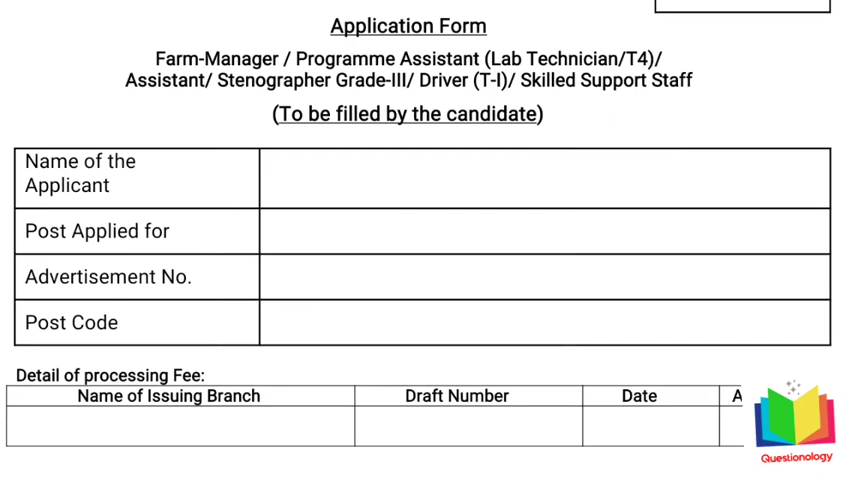 Application Form
Farm-Manager / Programme Assistant (Lab Technician/T4)/
Assistant/ Stenographer Grade-III/ Driver (T-I)/ Skilled Support Staff
(To be filled by the candidate)
Name of the
Applicant
Post Applied for
Advertisement No.
Post Code
Detail of processing Fee:
Name of Issuing Branch Draft Number Date
Questionology